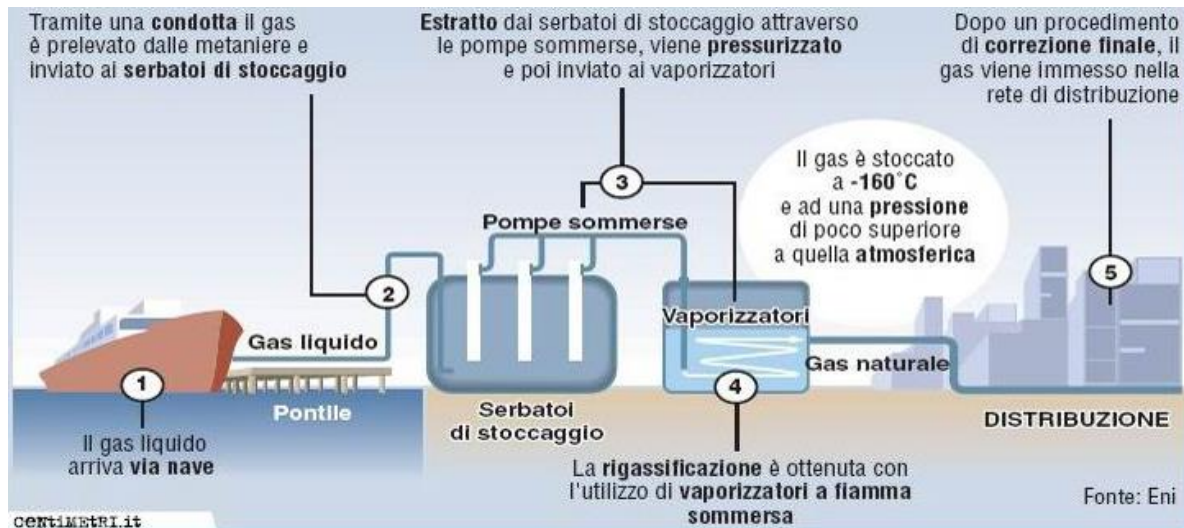 Tramite una condotta il gas
è prelevato dalle metaniere e
inviato ai serbatoi di stoccaggio
Estratto dai serbatoi di stoccaggio attraverso
le pompe sommerse, viene pressurizzato
e poi inviato ai vaporizzatori
Dopo un procedimento
di correzione finale, il
gas viene immesso nella
rete di distribuzione
Il gas è stoccato
a -160°C
e ad una pressione
di poco superiore
a quella atmosferica
3
Pompe sommerse
2
5
Vaporizzatori
Gas liquido
Gas naturale
1
4
Pontile
Serbatoi
di stoccaggio
DISTRIBUZIONE
Il gas liquido
arriva via nave
La rigassificazione è ottenuta con
l'utilizzo di vaporizzatori a fiamma
sommersa
Fonte: Eni
CENTIMETRI.it